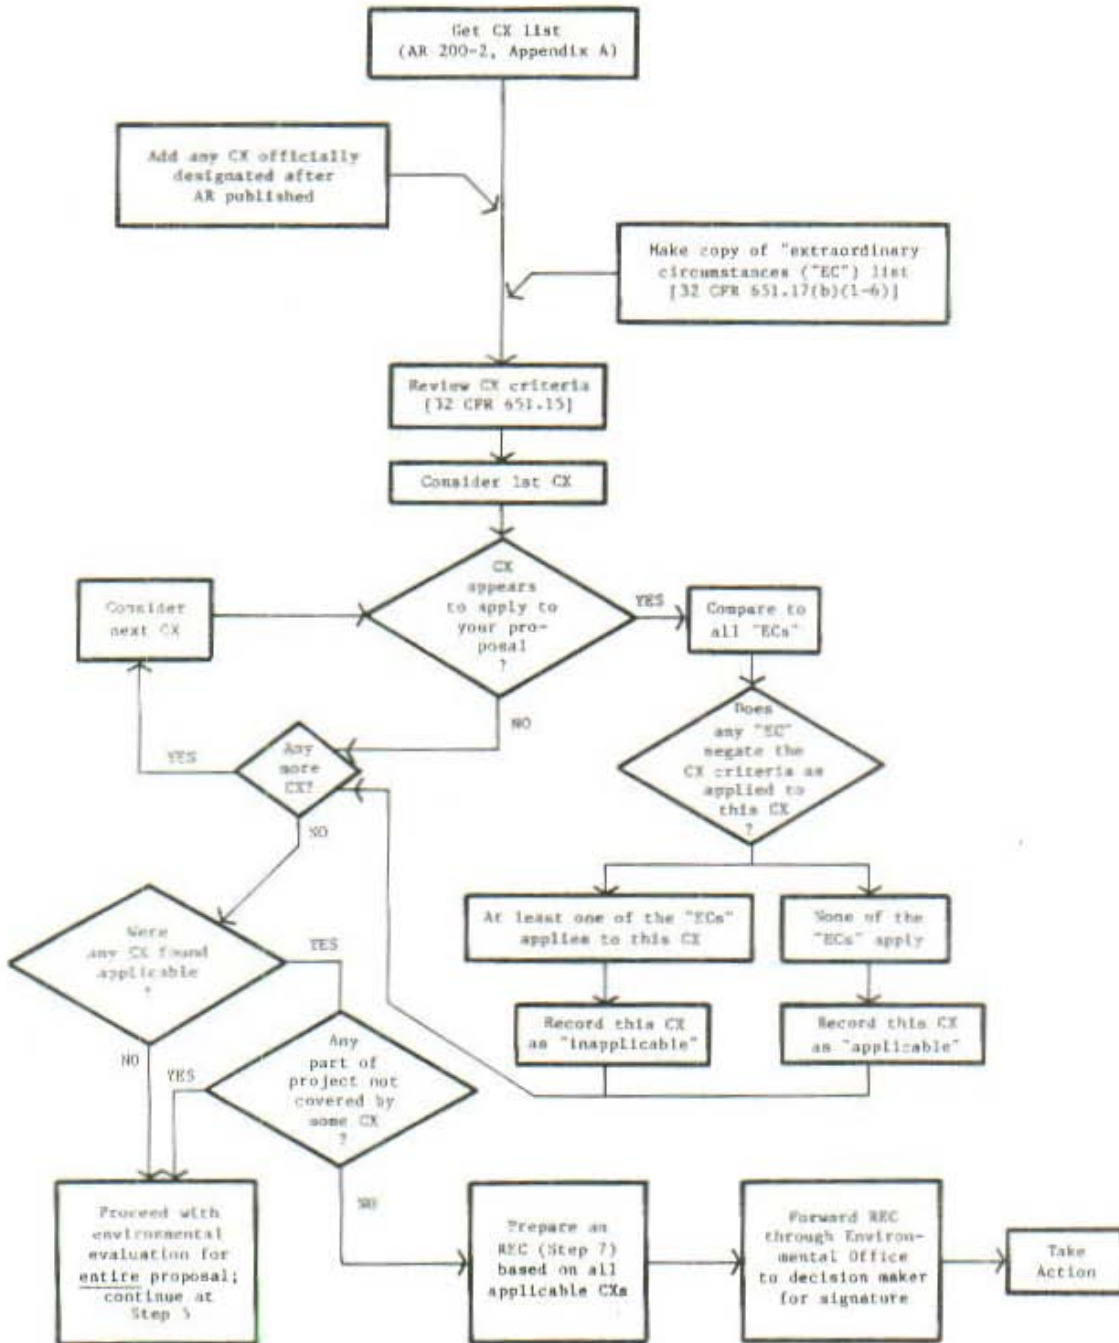 Get CX list
(AR 200-2, Appendix A)
Add any CX officially
designated after
AR published
Make copy of "extraordinary
circumstances ("EC") list
[32 CFR 651.17(b)(1-6)]
Review CX criteria
[32 CFR 651.15]
Consider 1st CX
CX
appears
to apply to
your pro-
posal
?
YES
Compare to
all "ECs"
Consider
next CX
NO
Does
any "EC"
negate the
CX criteria as
applied to
this CX
?
YES
Any
more
CX?
NO
At least one of the "ECs"
applies to this CX
None of the
"ECs" apply
Were
any CX found
applicable
?
YES
Record this CX
as "inapplicable"
Record this CX
as "applicable"
NO
YES
Any
part of
project not
covered by
some CX
?
NO
Proceed with
environmental
evaluation for
entire proposal;
continue at
Step 5
Prepare an
REC (Step 7)
based on all
applicable CXs
Forward REC
through Environ-
mental Office
to decision maker
for signature
Take
Action